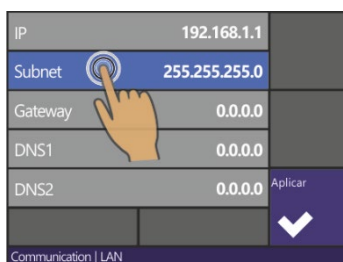 IP 192.168.1.1
Subnet 255.255.255.0
Gateway 0.0.0.0
DNS1 0.0.0.0
DNS2 0.0.0.0
Aplicar
Communication | LAN